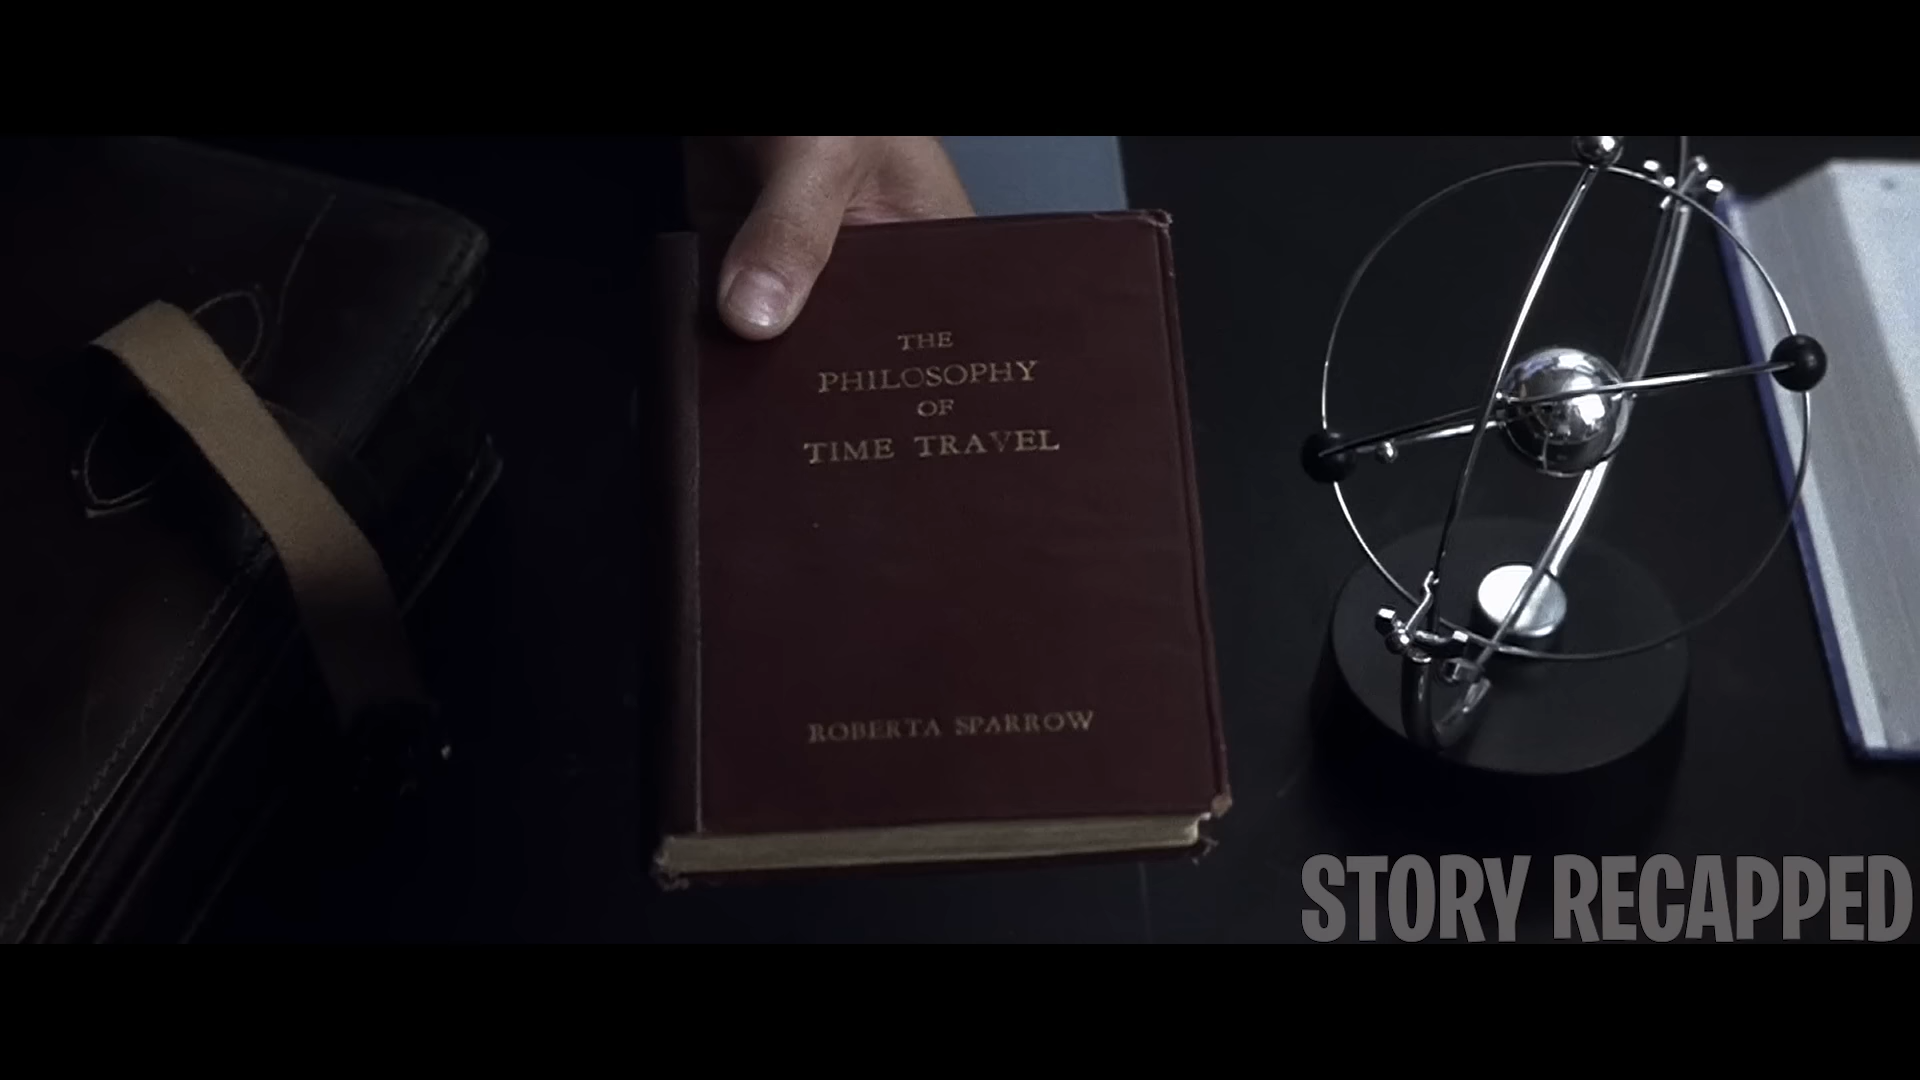 THE
PHILOSOPHY
OF
TIME TRAVEL
ROBERTA SPARROW
STORY RECAPPED